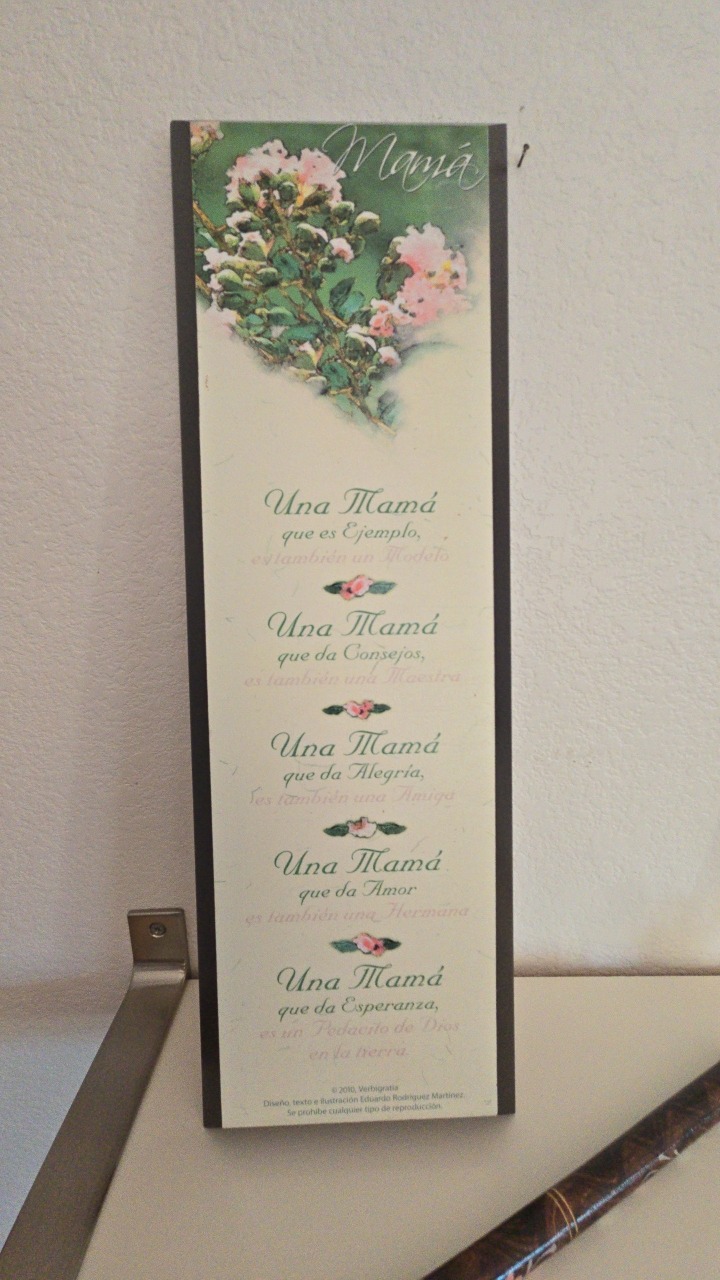 Mamá
Una Mamá
que es Ejemplo,
es también un Modelo
Una Mamá
que da Consejos,
es también una Maestra
Una Mamá
que da Alegría,
es también una Amiga
Una Mamá
que da Amor
es también una Hermana
Una Mamá
que da Esperanza,
es un Pedacito de Dios
en la tierra.
© 2010, Verbigratia
Diseño, texto e ilustración Eduardo Rodríguez Martínez.
Se prohíbe cualquier tipo de reproducción.